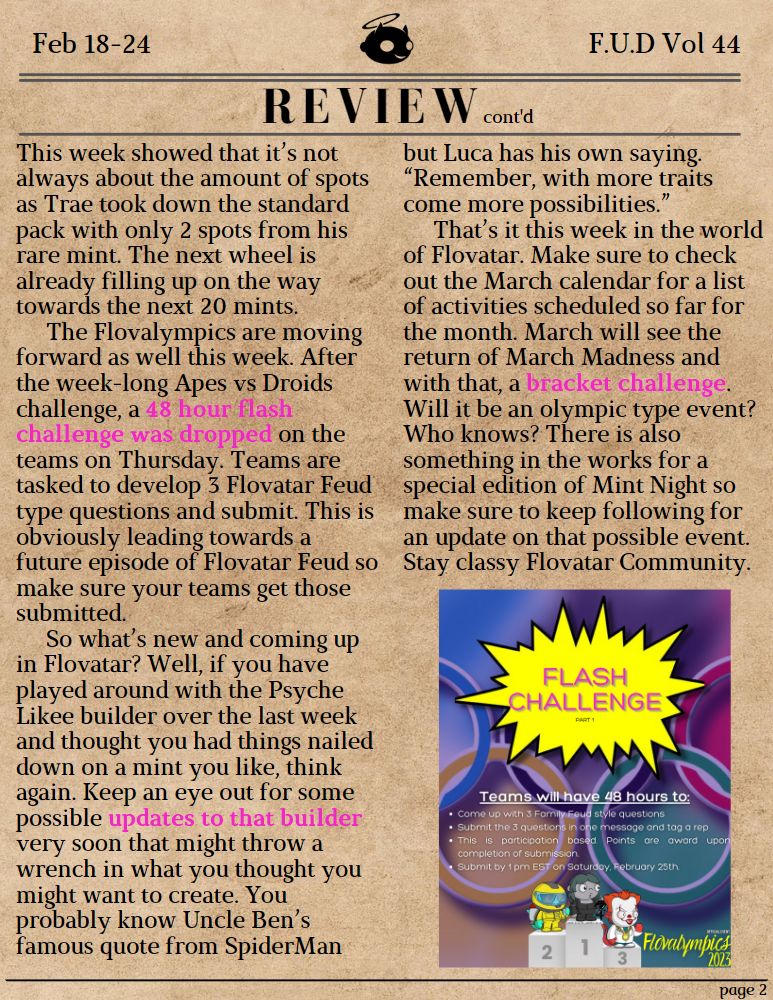 Feb 18-24
F.U.D Vol 44
REVIEW cont'd
This week showed that it's not
always about the amount of spots
as Trae took down the standard
pack with only 2 spots from his
rare mint. The next wheel is
already filling up on the way
towards the next 20 mints.
The Flovalympics are moving
forward as well this week. After
the week-long Apes vs Droids
challenge, a 48 hour flash
challenge was dropped on the
teams on Thursday. Teams are
tasked to develop 3 Flovatar Feud
type questions and submit. This is
obviously leading towards a
future episode of Flovatar Feud so
make sure your teams get those
submitted.
So what's new and coming up
in Flovatar? Well, if you have
played around with the Psyche
Likee builder over the last week
and thought you had things nailed
down on a mint you like, think
again. Keep an eye out for some
possible updates to that builder
very soon that might throw a
wrench in what you thought you
might want to create. You
probably know Uncle Ben's
famous quote from SpiderMan
but Luca has his own saying.
“Remember, with more traits
come more possibilities.”
That's it this week in the world
of Flovatar. Make sure to check
out the March calendar for a list
of activities scheduled so far for
the month. March will see the
return of March Madness and
with that, a bracket challenge.
Will it be an olympic type event?
Who knows? There is also
something in the works for a
special edition of Mint Night so
make sure to keep following for
an update on that possible event.
Stay classy Flovatar Community.
FLASH
CHALLENGE
PART 1
Teams will have 48 hours to:
• Come up with 3 Family Feud style questions
• Submit the 3 questions in one message and tag a rep
• This is participation based. Points are award upon
completion of submission.
• Submit by 1 pm EST on Saturday, February 25th.
2
1
3
Flovalympics
2023
page 2